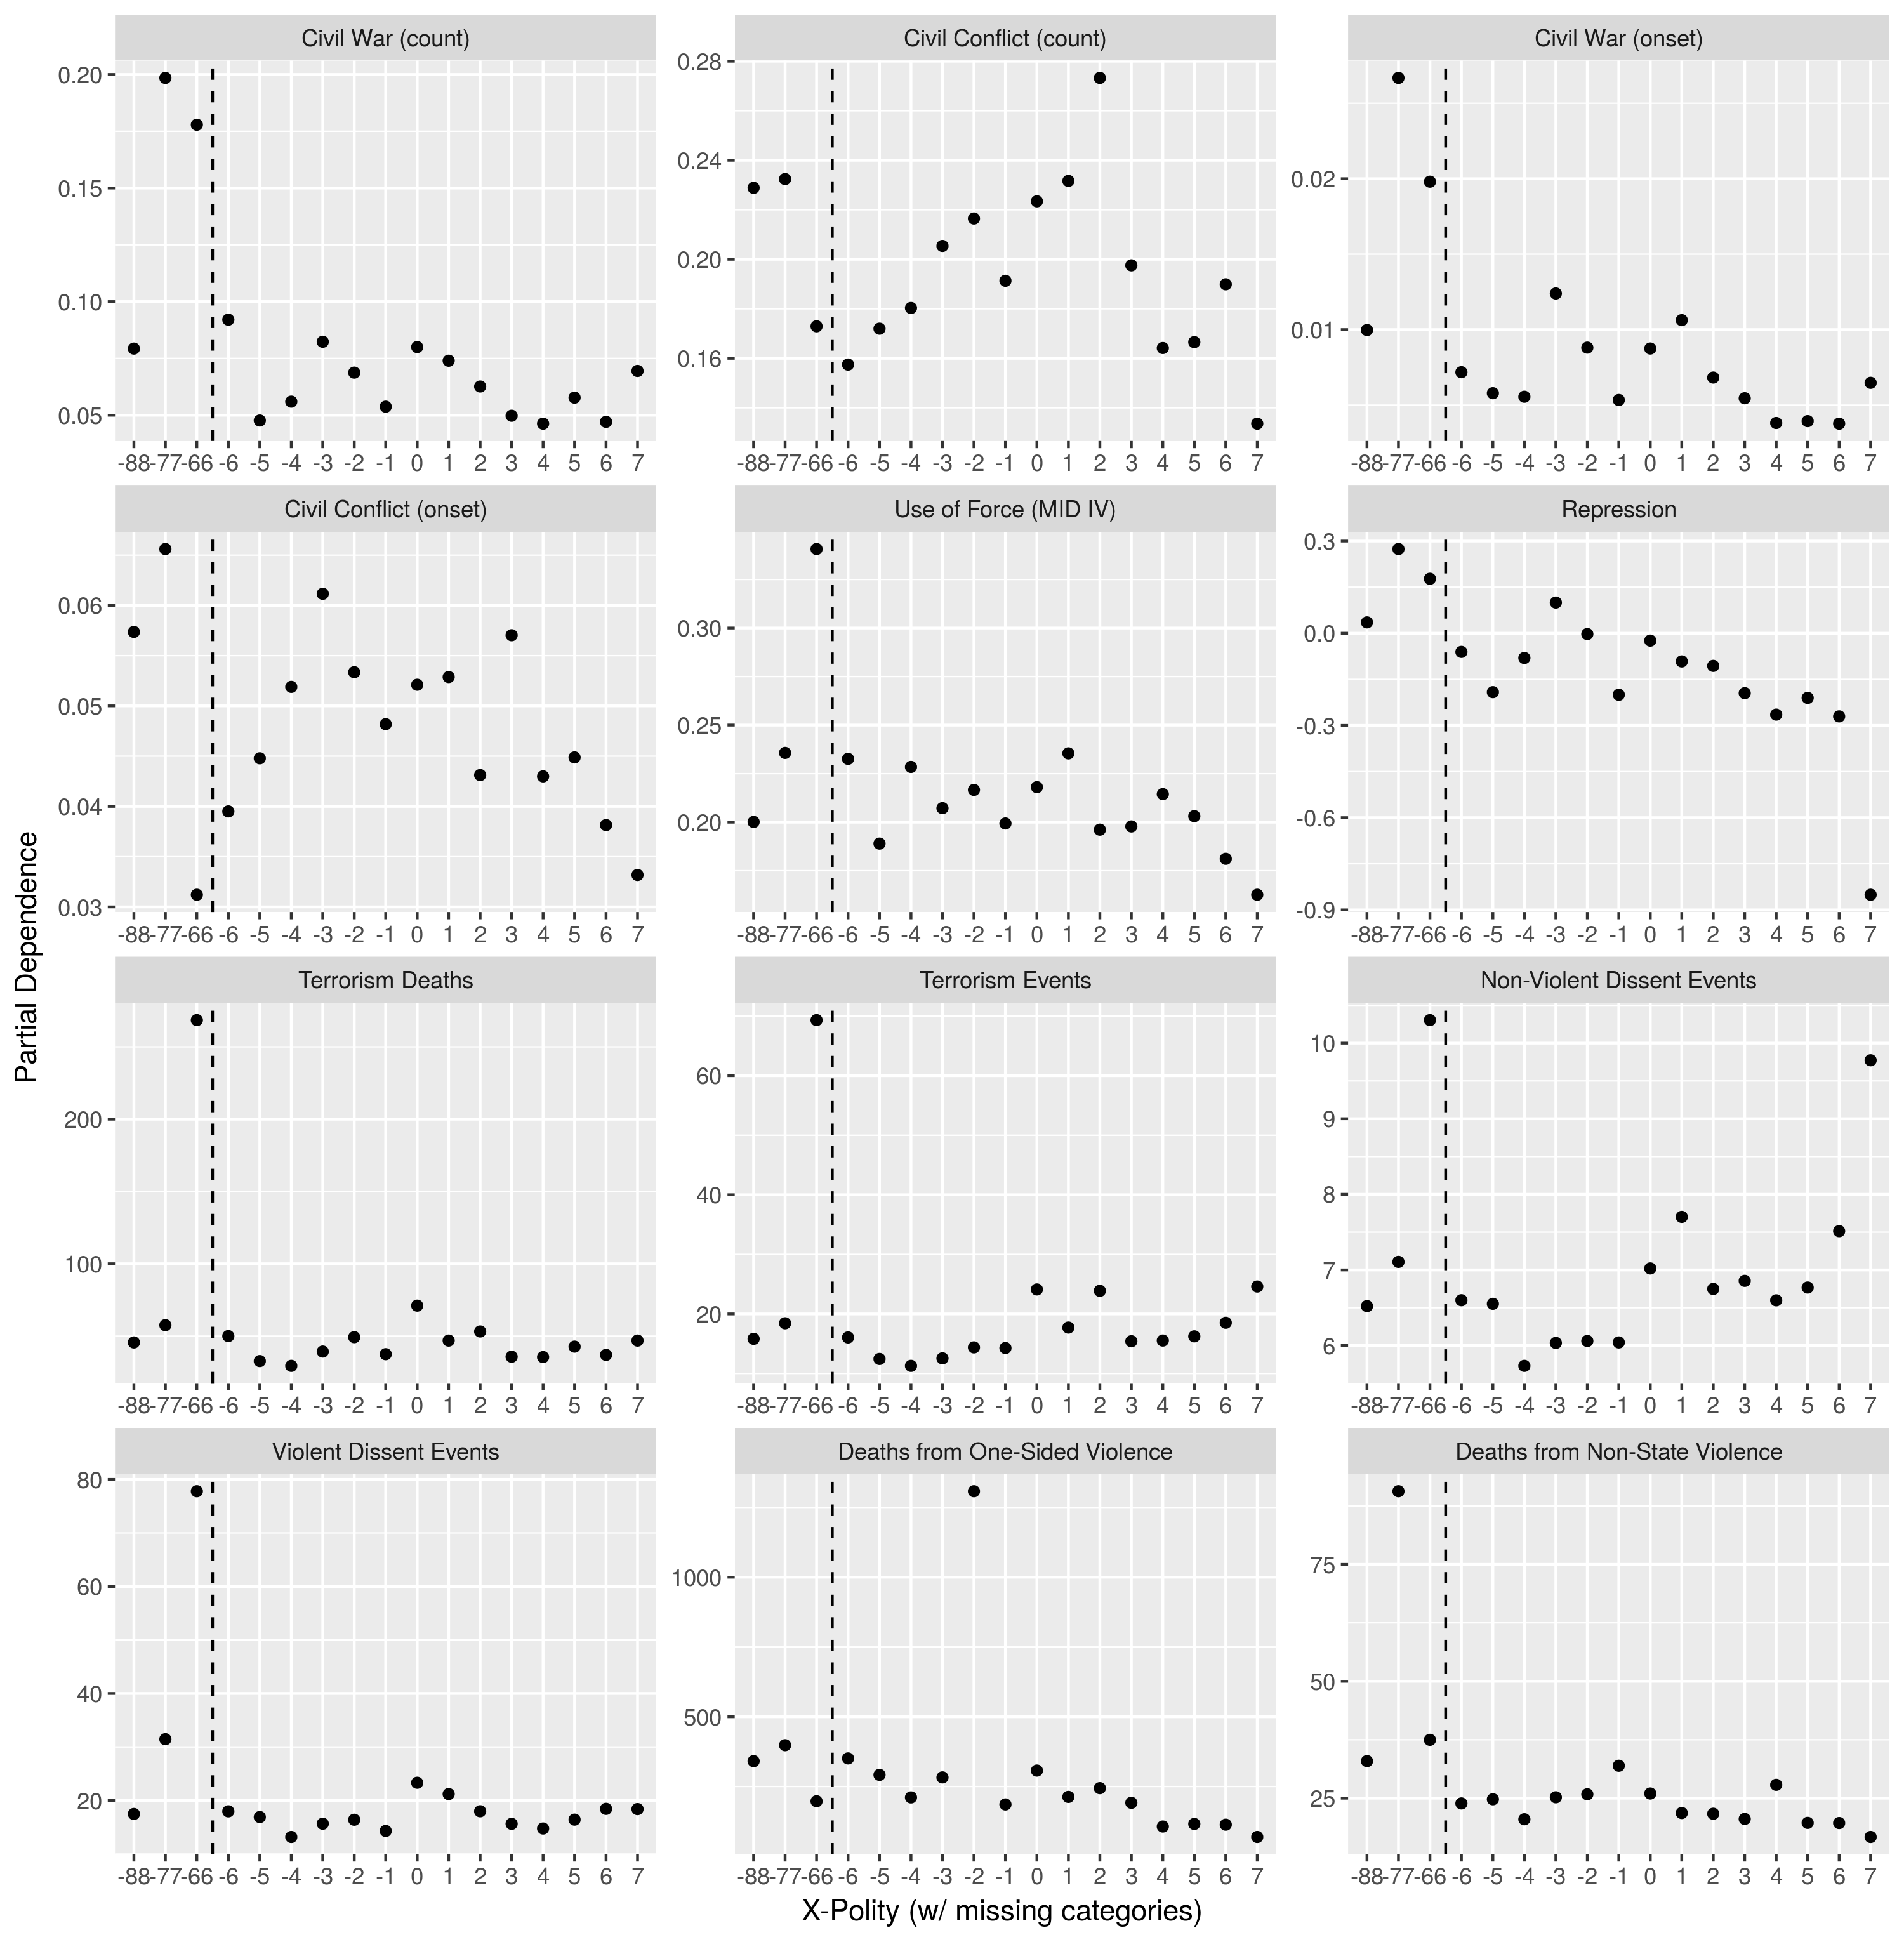 Civil War (count)
Civil Conflict (count)
Civil War (onset)
0.20
0.15
0.10
0.05
0.28
0.24
0.20
0.16
0.02
0.01
-88 -77 -66 -6 -5 -4 -3 -2 -1 0 1 2 3 4 5 6 7
-88 -77 -66 -6 -5 -4 -3 -2 -1 0 1 2 3 4 5 6 7
-88 -77 -66 -6 -5 -4 -3 -2 -1 0 1 2 3 4 5 6 7
Civil Conflict (onset)
Use of Force (MID IV)
Repression
0.06
0.05
0.04
0.03
0.30
0.25
0.20
0.3
0.0
-0.3
-0.6
-0.9
-88 -77 -66 -6 -5 -4 -3 -2 -1 0 1 2 3 4 5 6 7
-88 -77 -66 -6 -5 -4 -3 -2 -1 0 1 2 3 4 5 6 7
-88 -77 -66 -6 -5 -4 -3 -2 -1 0 1 2 3 4 5 6 7
Partial Dependence
Terrorism Deaths
Terrorism Events
Non-Violent Dissent Events
200
100
60
40
20
10
9
8
7
6
-88 -77 -66 -6 -5 -4 -3 -2 -1 0 1 2 3 4 5 6 7
-88 -77 -66 -6 -5 -4 -3 -2 -1 0 1 2 3 4 5 6 7
-88 -77 -66 -6 -5 -4 -3 -2 -1 0 1 2 3 4 5 6 7
Violent Dissent Events
Deaths from One-Sided Violence
Deaths from Non-State Violence
80
60
40
20
1000
500
75
50
25
-88 -77 -66 -6 -5 -4 -3 -2 -1 0 1 2 3 4 5 6 7
-88 -77 -66 -6 -5 -4 -3 -2 -1 0 1 2 3 4 5 6 7
-88 -77 -66 -6 -5 -4 -3 -2 -1 0 1 2 3 4 5 6 7
X-Polity (w/ missing categories)